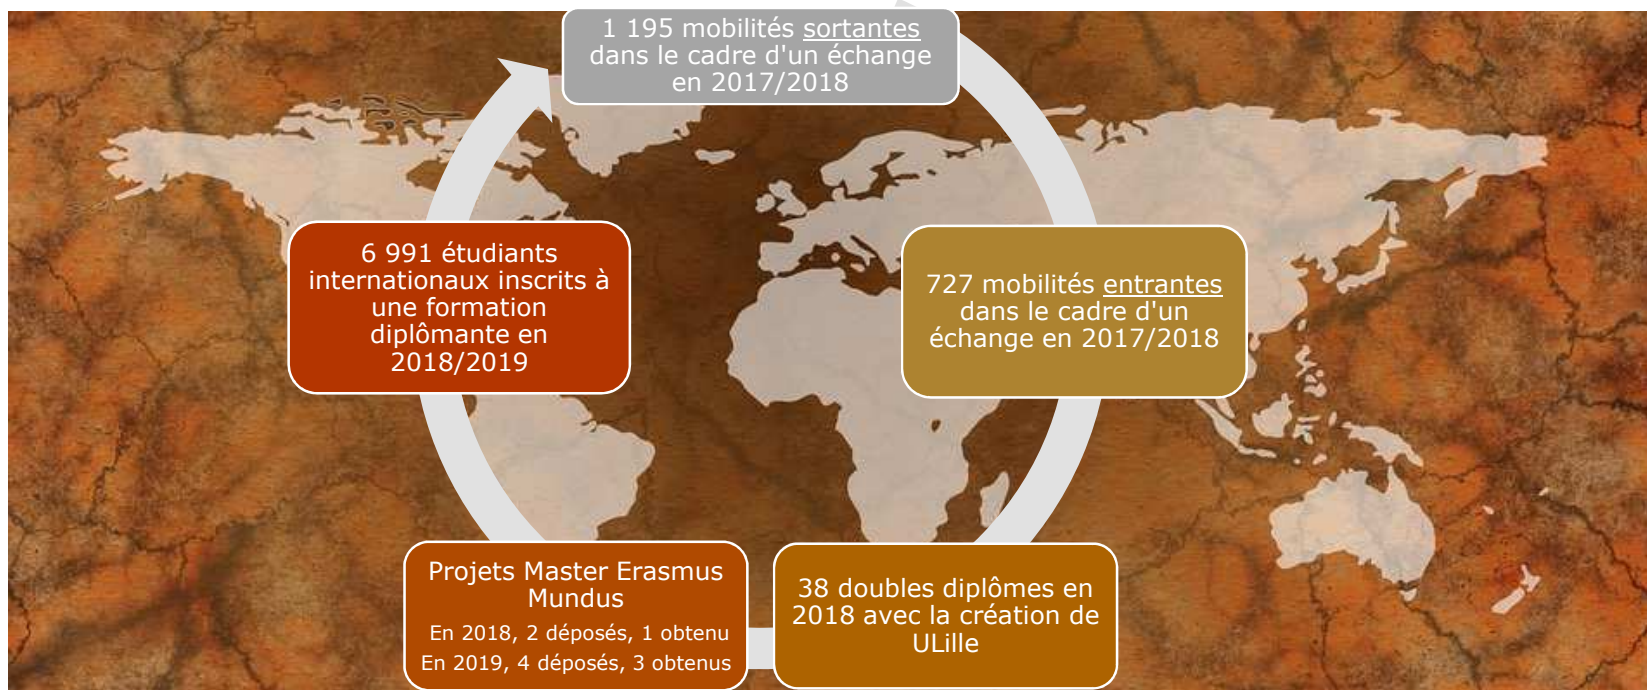 1 195 mobilités sortantes
dans le cadre d'un échange
en 2017/2018
727 mobilités entrantes
dans le cadre d'un
échange en 2017/2018
38 doubles diplômes en
2018 avec la création de
ULille
Projets Master Erasmus
Mundus
En 2018, 2 déposés, 1 obtenu
En 2019, 4 déposés, 3 obtenus
6 991 étudiants
internationaux inscrits à
une formation
diplômante en
2018/2019